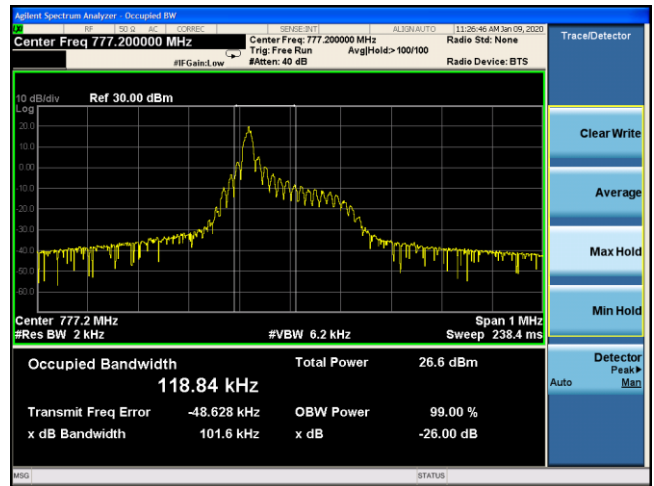 Agilent Spectrum Analyzer - Occupied BW
RF 50 Ω AC CORREC SENSE:INT ALIGNAUTO 11:26:46 AM Jan 09, 2020
Center Freq 777.200000 MHz Center Freq: 777.200000 MHz Radio Std: None Trace/Detector
Trig: Free Run Avg|Hold:> 100/100
#IFGain:Low #Atten: 40 dB Radio Device: BTS
10 dB/div Ref 30.00 dBm
Log
20.0
10.0
0.00
-10.0
-20.0
-30.0
-40.0
-50.0
-60.0
Center 777.2 MHz Span 1 MHz
#Res BW 2 kHz #VBW 6.2 kHz Sweep 238.4 ms
Occupied Bandwidth Total Power 26.6 dBm
118.84 kHz
Transmit Freq Error -48.628 kHz OBW Power 99.00 %
x dB Bandwidth 101.6 kHz x dB -26.00 dB
Clear Write
Average
Max Hold
Min Hold
Detector
Peak▶
Auto Man
MSG STATUS